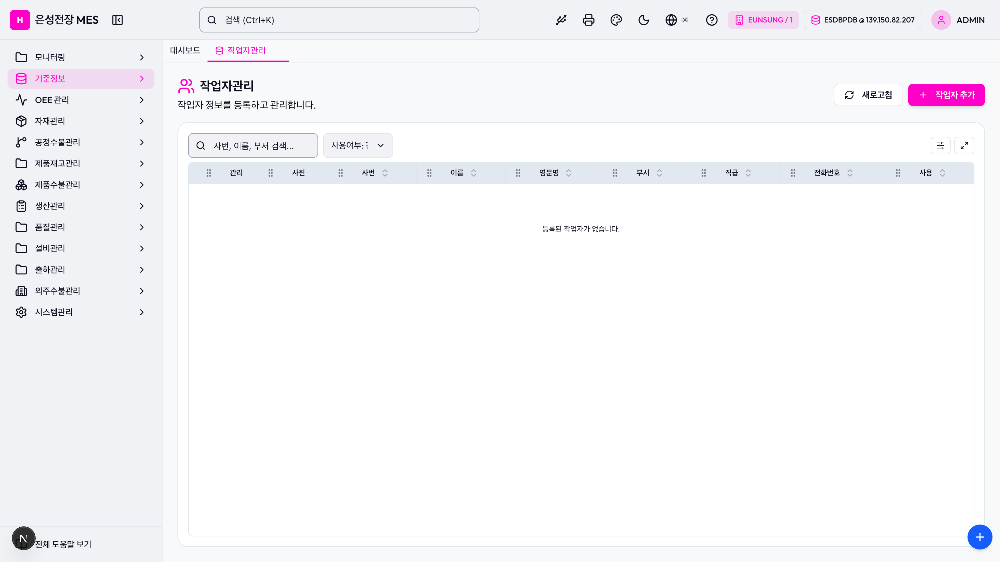 H 은성전장 MES
검색 (Ctrl+K)
EUNSUNG / 1
ESDBPDB @ 139.150.82.207
ADMIN
모니터링
기준정보
OEE 관리
자재관리
공정수불관리
제품재고관리
제품수불관리
생산관리
품질관리
설비관리
출하관리
외주수불관리
시스템관리
N
전체 도움말 보기
대시보드
작업자관리
작업자관리
작업자 정보를 등록하고 관리합니다.
새로고침
작업자 추가
사번, 이름, 부서 검색...
사용여부:
관리 사진 사번 이름 영문명 부서 직급 전화번호 사용
등록된 작업자가 없습니다.